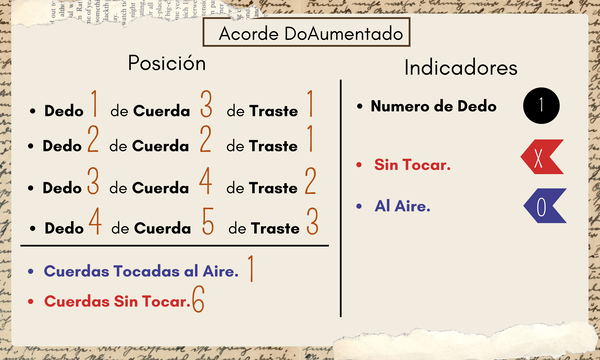 Acorde DoAumentado
Posición
• Dedo 1 de Cuerda 3 de Traste 1
• Dedo 2 de Cuerda 2 de Traste 1
• Dedo 3 de Cuerda 4 de Traste 2
• Dedo 4 de Cuerda 5 de Traste 3
• Cuerdas Tocadas al Aire. 1
• Cuerdas Sin Tocar. 6
Indicadores
• Numero de Dedo 1
• Sin Tocar. X
• Al Aire. 0